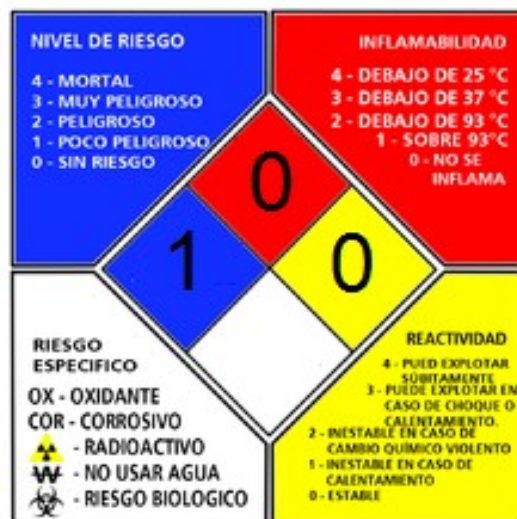 NIVEL DE RIESGO
4 - MORTAL
3 - MUY PELIGROSO
2 - PELIGROSO
1 - POCO PELIGROSO
0 - SIN RIESGO
INFLAMABILIDAD
4 - DEBAJO DE 25 °C
3 - DEBAJO DE 37 °C
2 - DEBAJO DE 93 °C
1 - SOBRE 93°C
0 - NO SE
INFLAMA
0
1
0
RIESGO
ESPECIFICO
OX - OXIDANTE
COR - CORROSIVO
- RADIOACTIVO
W - NO USAR AGUA
- RIESGO BIOLOGICO
REACTIVIDAD
4 - PUED EXPLOTAR
SÚBITAMENTE
3 - PUEDE EXPLOTAR EN
CASO DE CHOQUE O
CALENTAMIENTO.
2 - INESTABLE EN CASO DE
CAMBIO QUÍMICO VIOLENTO
1 - INESTABLE EN CASO DE
CALENTAMIENTO
0 - ESTABLE